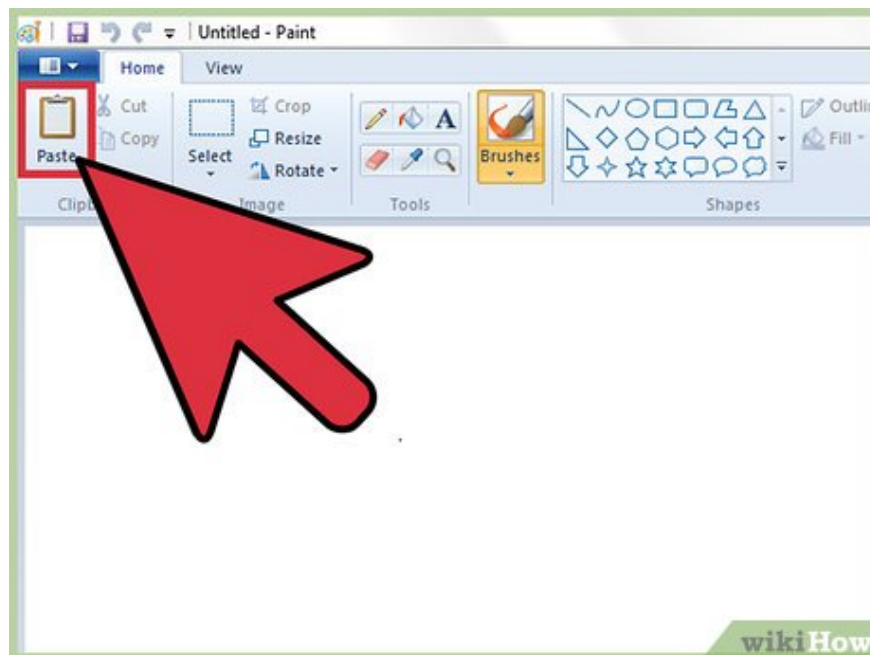 Untitled - Paint
Home View
Cut
Copy
Paste
Select
Crop
Resize
Rotate
A
Brushes
Fill
Image
Tools
Shapes
wikiHow